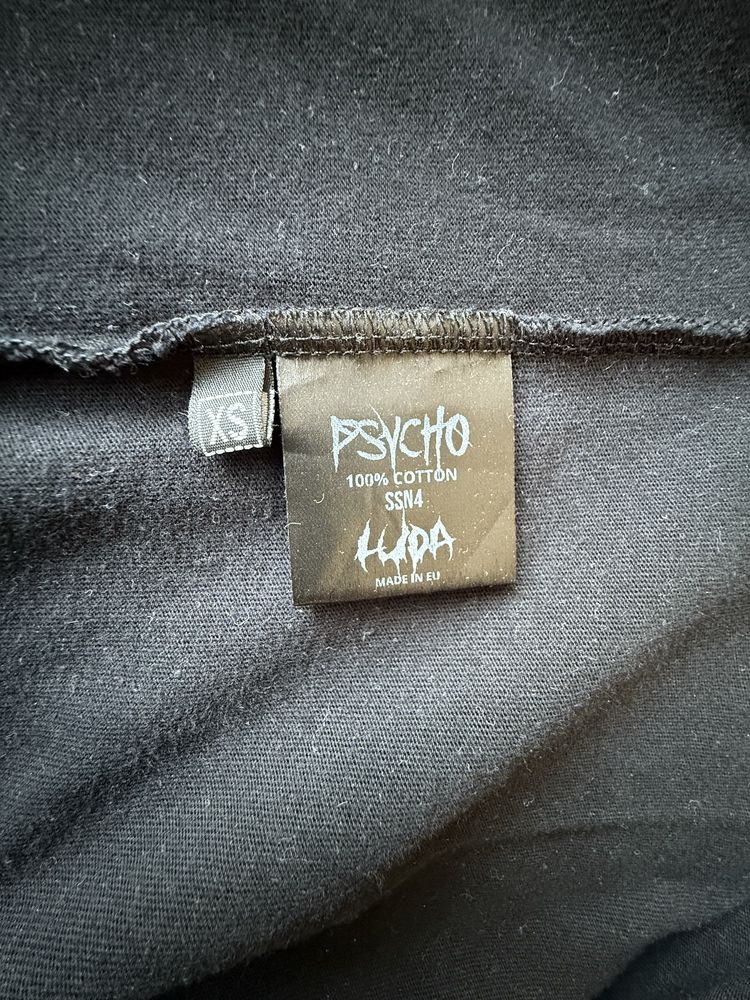 XS
PSYCHO
100% COTTON
SSN4
LUDA
MADE IN EU